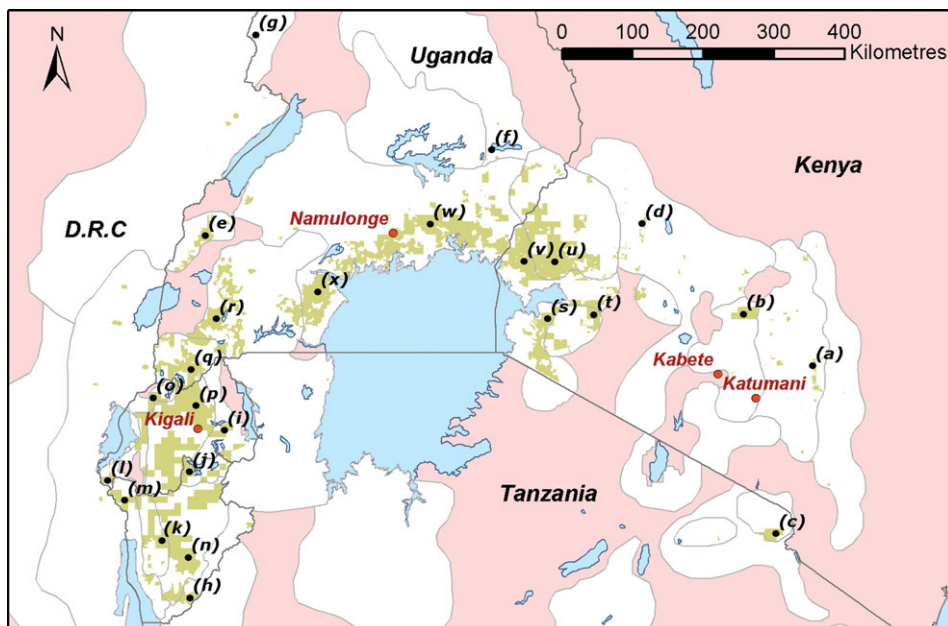 (g)
N
Uganda
0 100 200 300 400
Kilometres
(f)
Kenya
D.R.C
(e)
Namulonge
(w)
(d)
(v)
(u)
(x)
(r)
(s)
(t)
(b)
(q)
Kabete
(a)
(o)
(p)
Katumani
Kigali
(i)
(l)
(j)
(m)
Tanzania
(k)
(n)
(c)
(h)